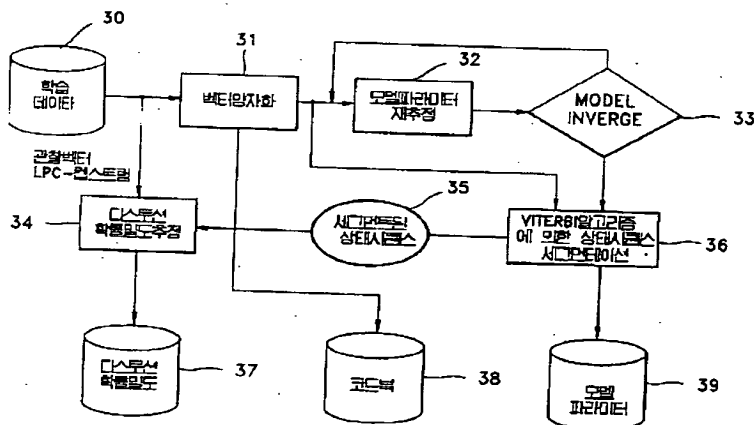 30
학습
데이타
31
벡터양자화
32
모델파라미터
재추정
MODEL
INVERGE
33
관찰벡터
LPC-켑스트럼
34
디스토션
확률밀도추정
35
세그먼트된
상태시퀀스
VITERBI알고리즘
에 의한 상태시퀀스
세그먼테이션
36
디스토션
확률밀도
37
코드북
38
모델
파라미터
39